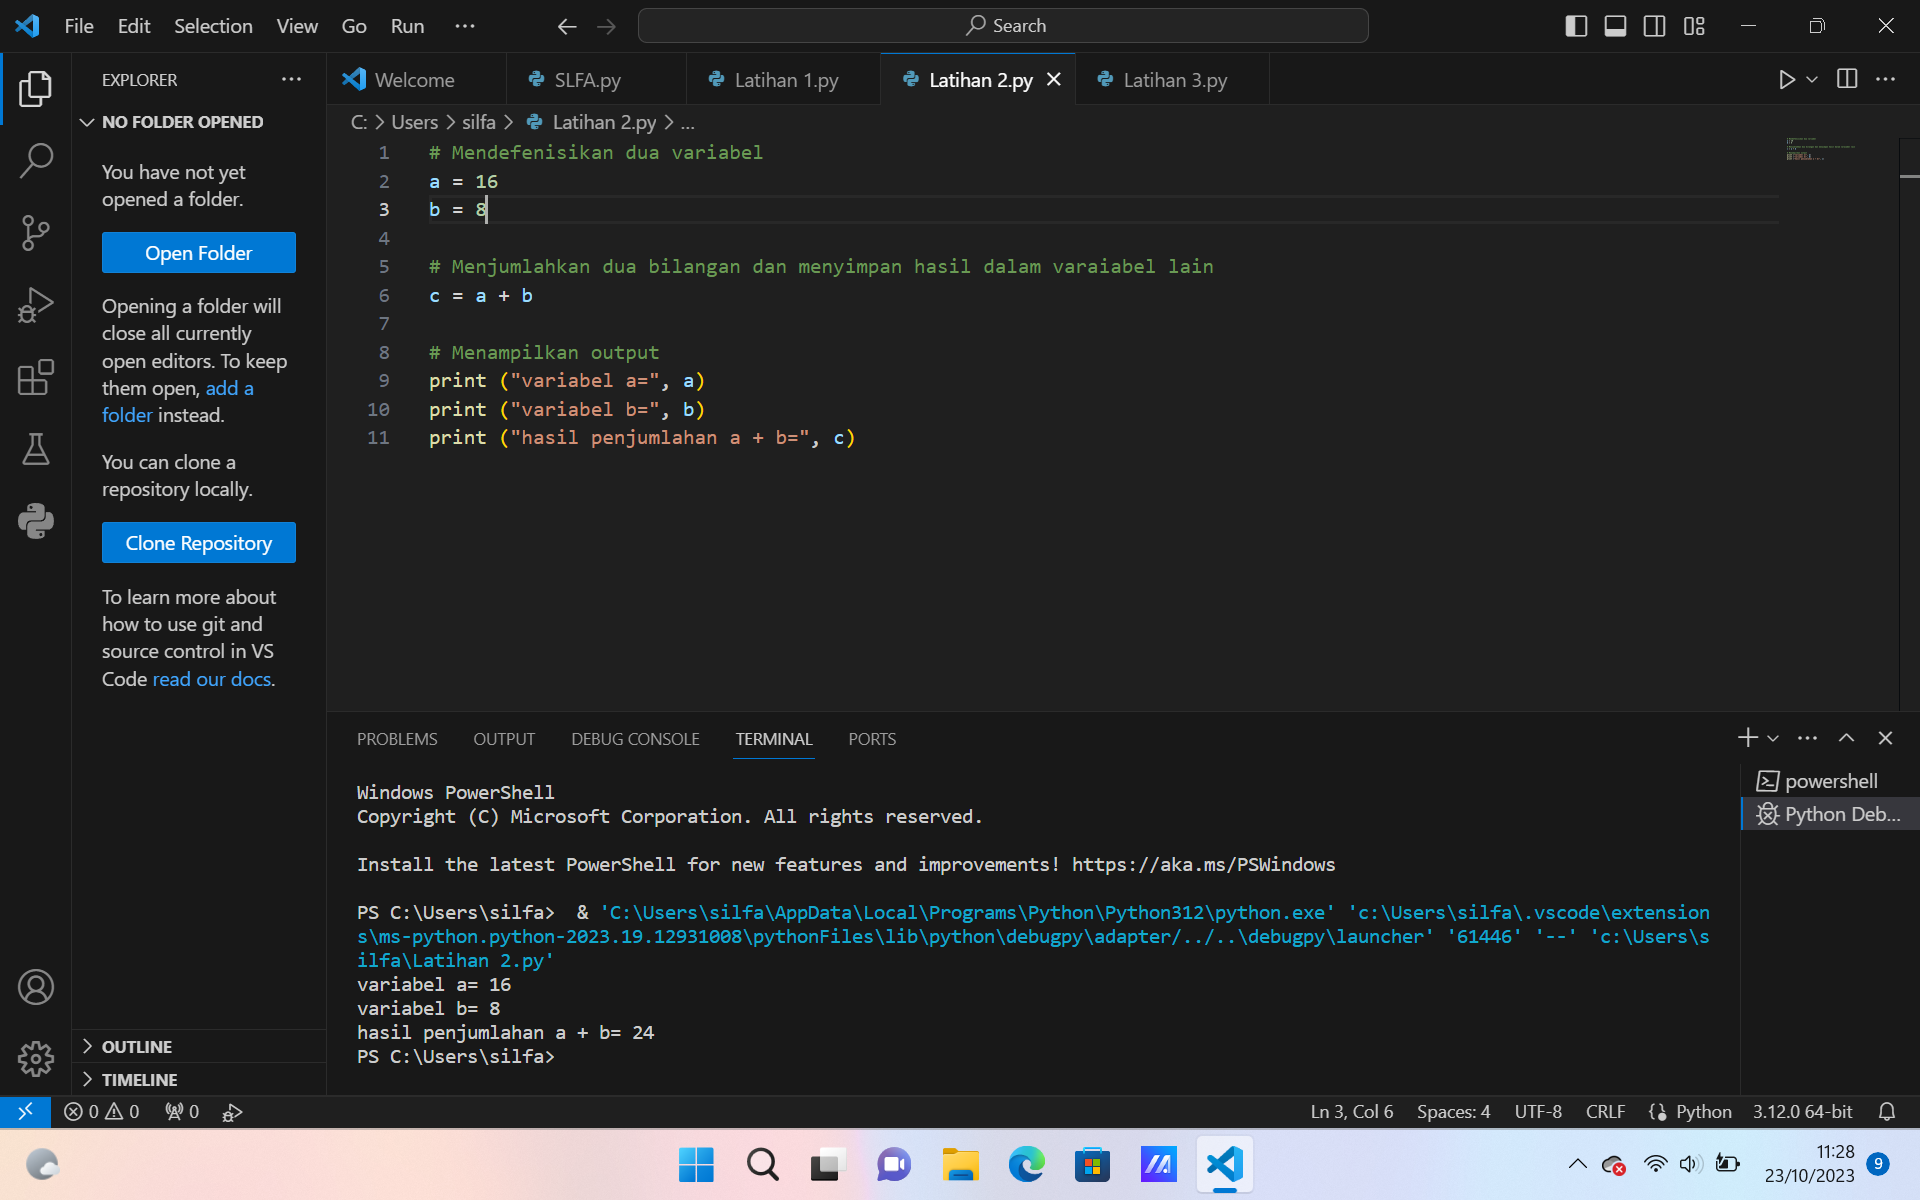 File Edit Selection View Go Run ···
Search
EXPLORER
NO FOLDER OPENED
You have not yet
opened a folder.
Open Folder
Opening a folder will
close all currently
open editors. To keep
them open, add a
folder instead.
You can clone a
repository locally.
Clone Repository
To learn more about
how to use git and
source control in VS
Code read our docs.
OUTLINE
TIMELINE
Welcome SLFA.py Latihan 1.py Latihan 2.py Latihan 3.py
C: > Users > silfa > Latihan 2.py > ...
1 # Mendefenisikan dua variabel
2 a = 16
3 b = 8
4
5 # Menjumlahkan dua bilangan dan menyimpan hasil dalam varaiabel lain
6 c = a + b
7
8 # Menampilkan output
9 print ("variabel a=", a)
10 print ("variabel b=", b)
11 print ("hasil penjumlahan a + b=", c)
PROBLEMS OUTPUT DEBUG CONSOLE TERMINAL PORTS
Windows PowerShell
Copyright (C) Microsoft Corporation. All rights reserved.
Install the latest PowerShell for new features and improvements! https://aka.ms/PSWindows
PS C:\Users\silfa>  & 'C:\Users\silfa\AppData\Local\Programs\Python\Python312\python.exe' 'c:\Users\silfa\.vscode\extension
s\ms-python.python-2023.19.12931008\pythonFiles\lib\python\debugpy\adapter/../..\debugpy\launcher' '61446' '--' 'c:\Users\s
ilfa\Latihan 2.py'
variabel a= 16
variabel b= 8
hasil penjumlahan a + b= 24
PS C:\Users\silfa>
powershell
Python Deb...
0 0 0
Ln 3, Col 6 Spaces: 4 UTF-8 CRLF Python 3.12.0 64-bit
11:28
23/10/2023
9